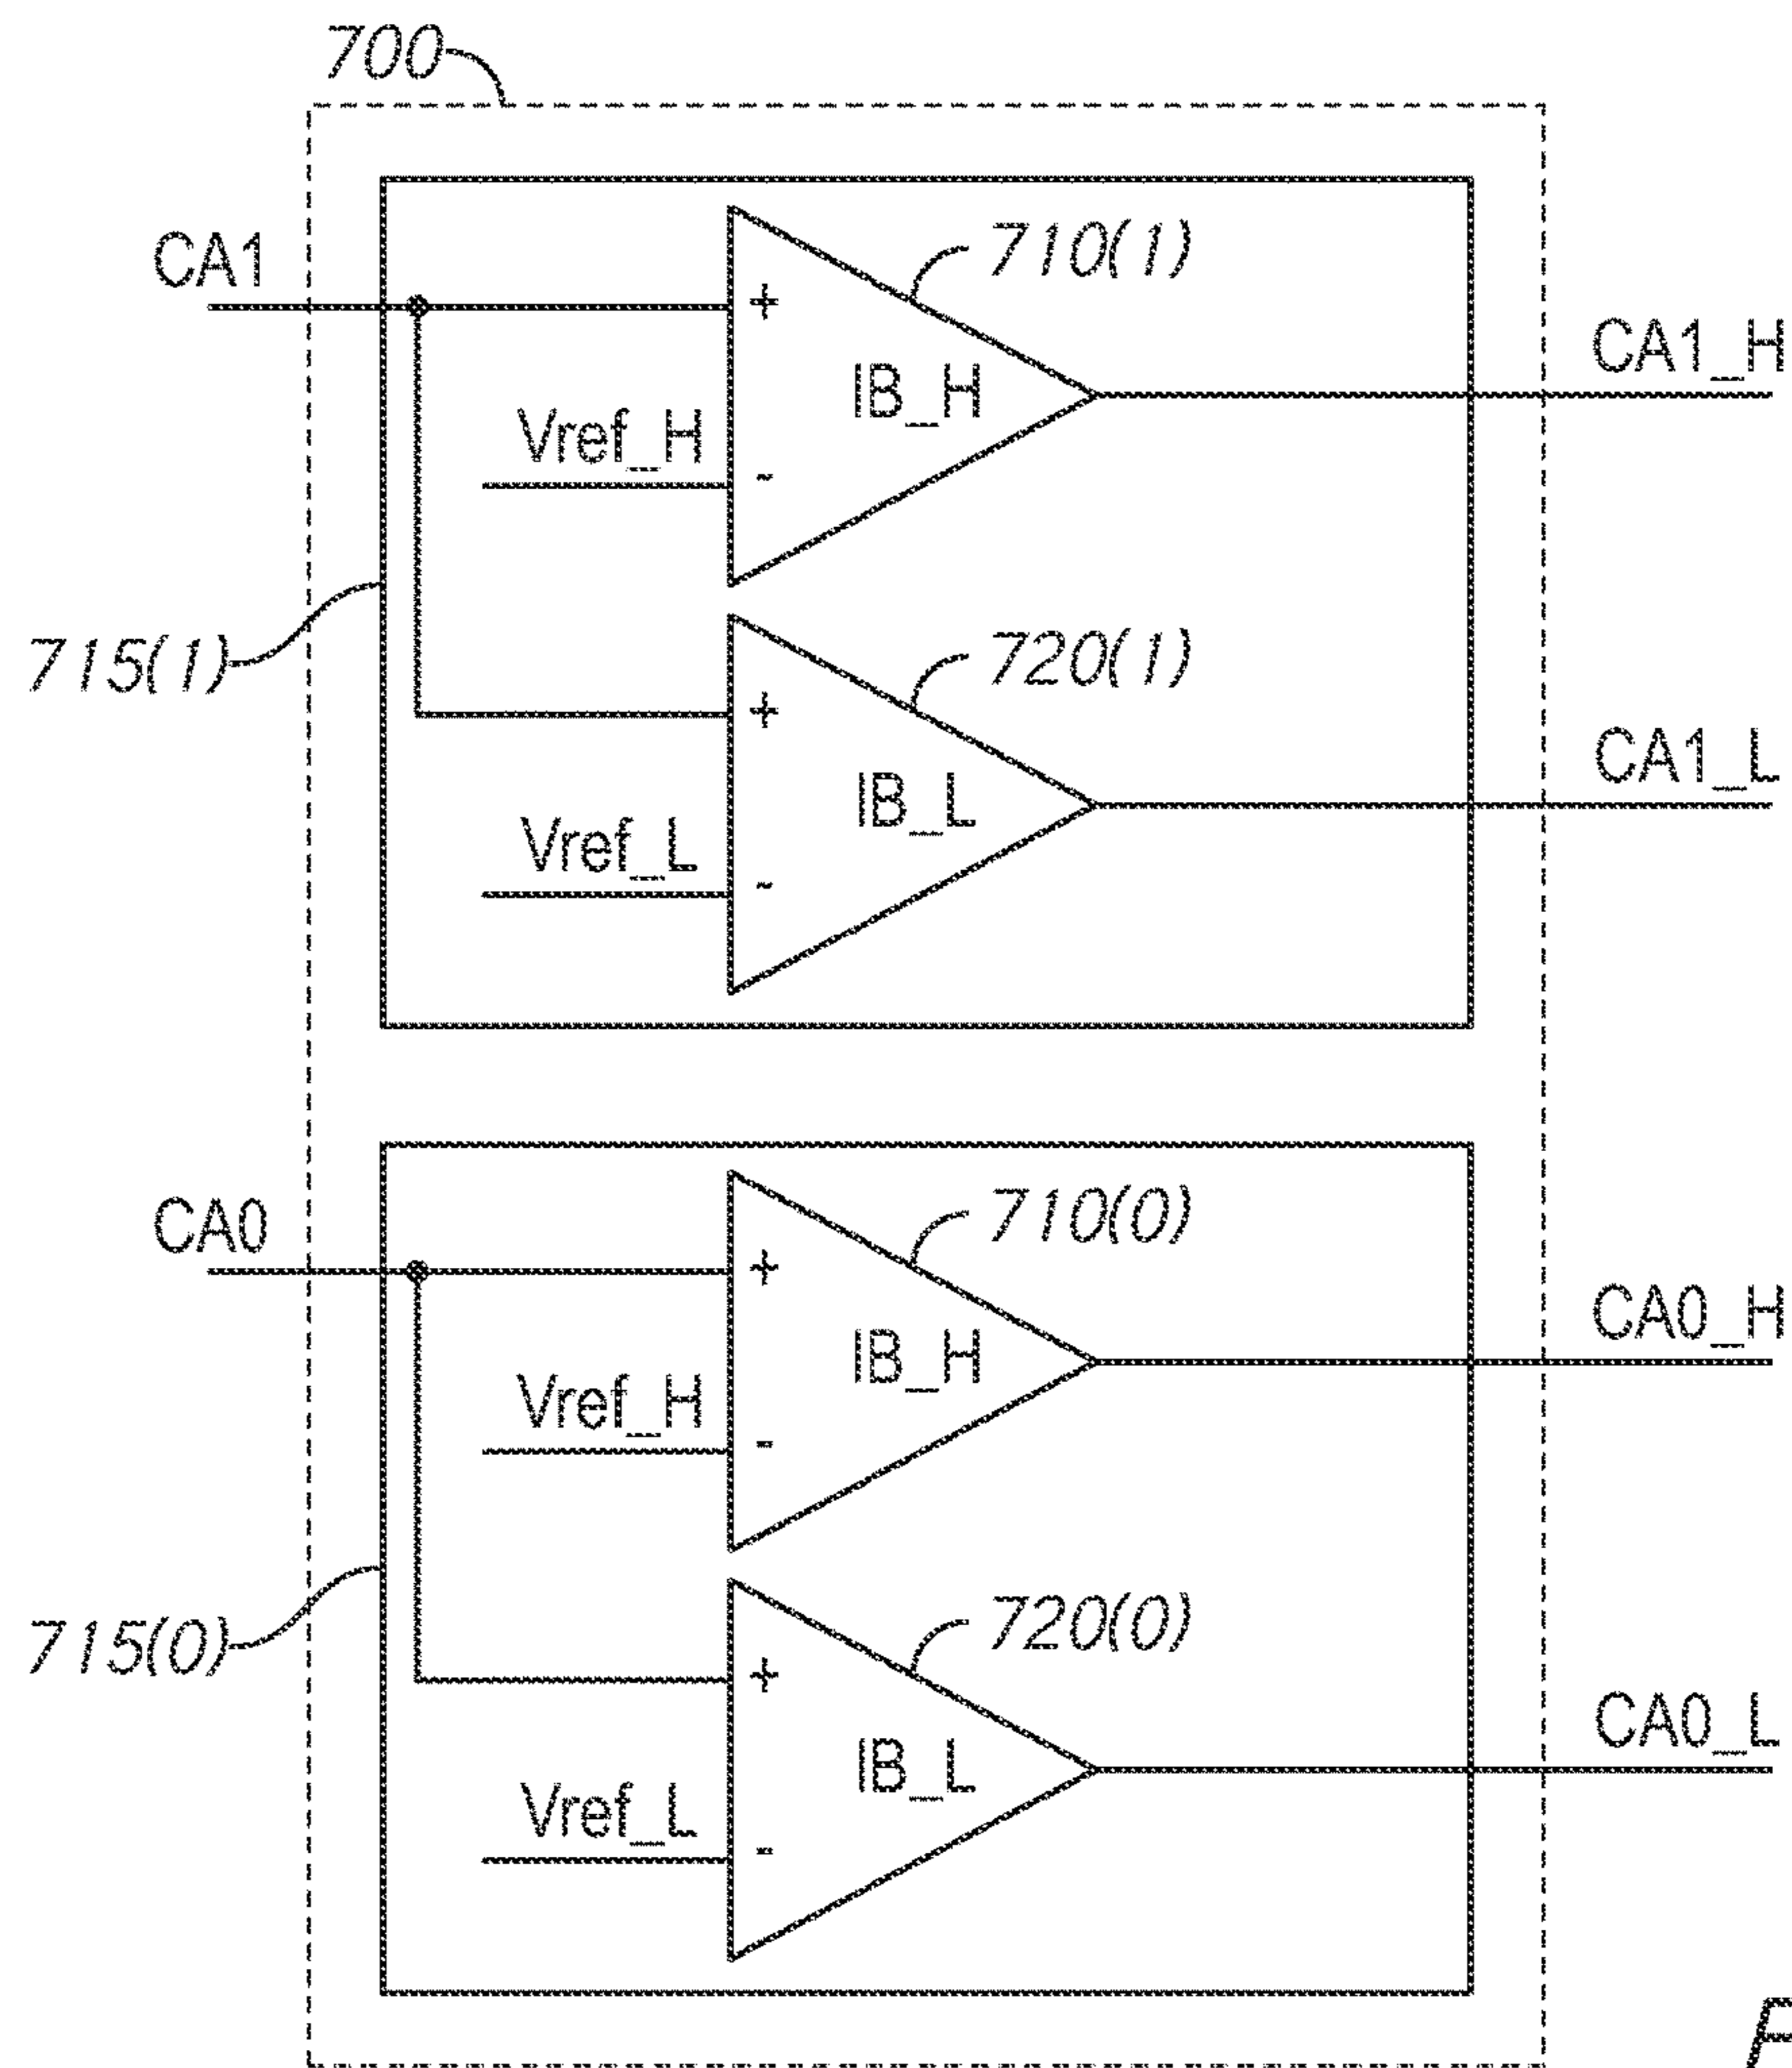 700
CA1
710(1)
+
IB_H
CA1_H
Vref_H
-
715(1)
720(1)
+
IB_L
CA1_L
Vref_L
-
CA0
710(0)
+
IB_H
CA0_H
Vref_H
-
715(0)
720(0)
+
IB_L
CA0_L
Vref_L
-